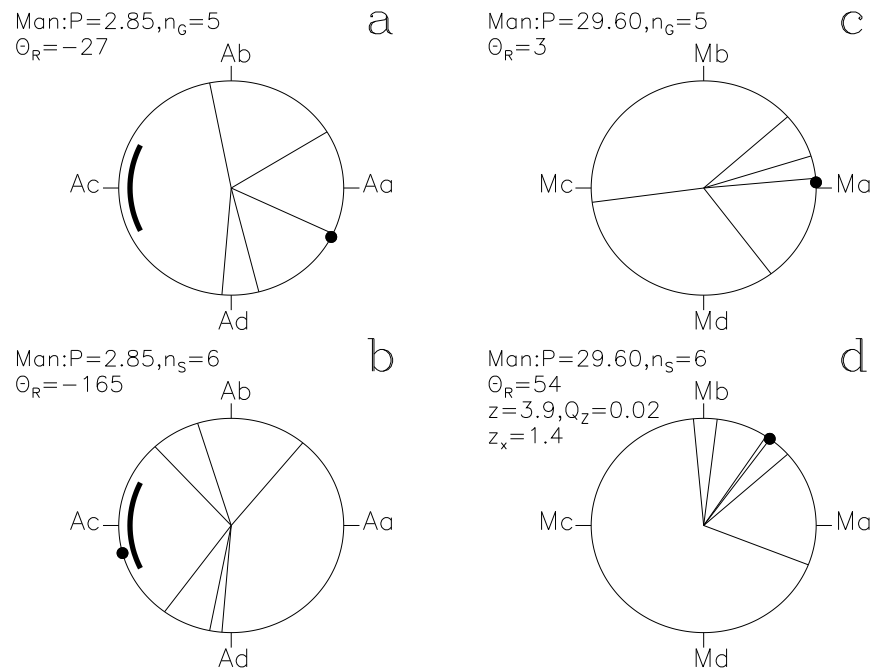 Man:P=2.85,n_G=5
Θ_R=−27
a
Ab
Ac
Aa
Ad
Man:P=29.60,n_G=5
Θ_R=3
c
Mb
Mc
Ma
Md
Man:P=2.85,n_S=6
Θ_R=−165
b
Ab
Ac
Aa
Ad
Man:P=29.60,n_S=6
Θ_R=54
z=3.9,Q_Z=0.02
z_x=1.4
d
Mb
Mc
Ma
Md